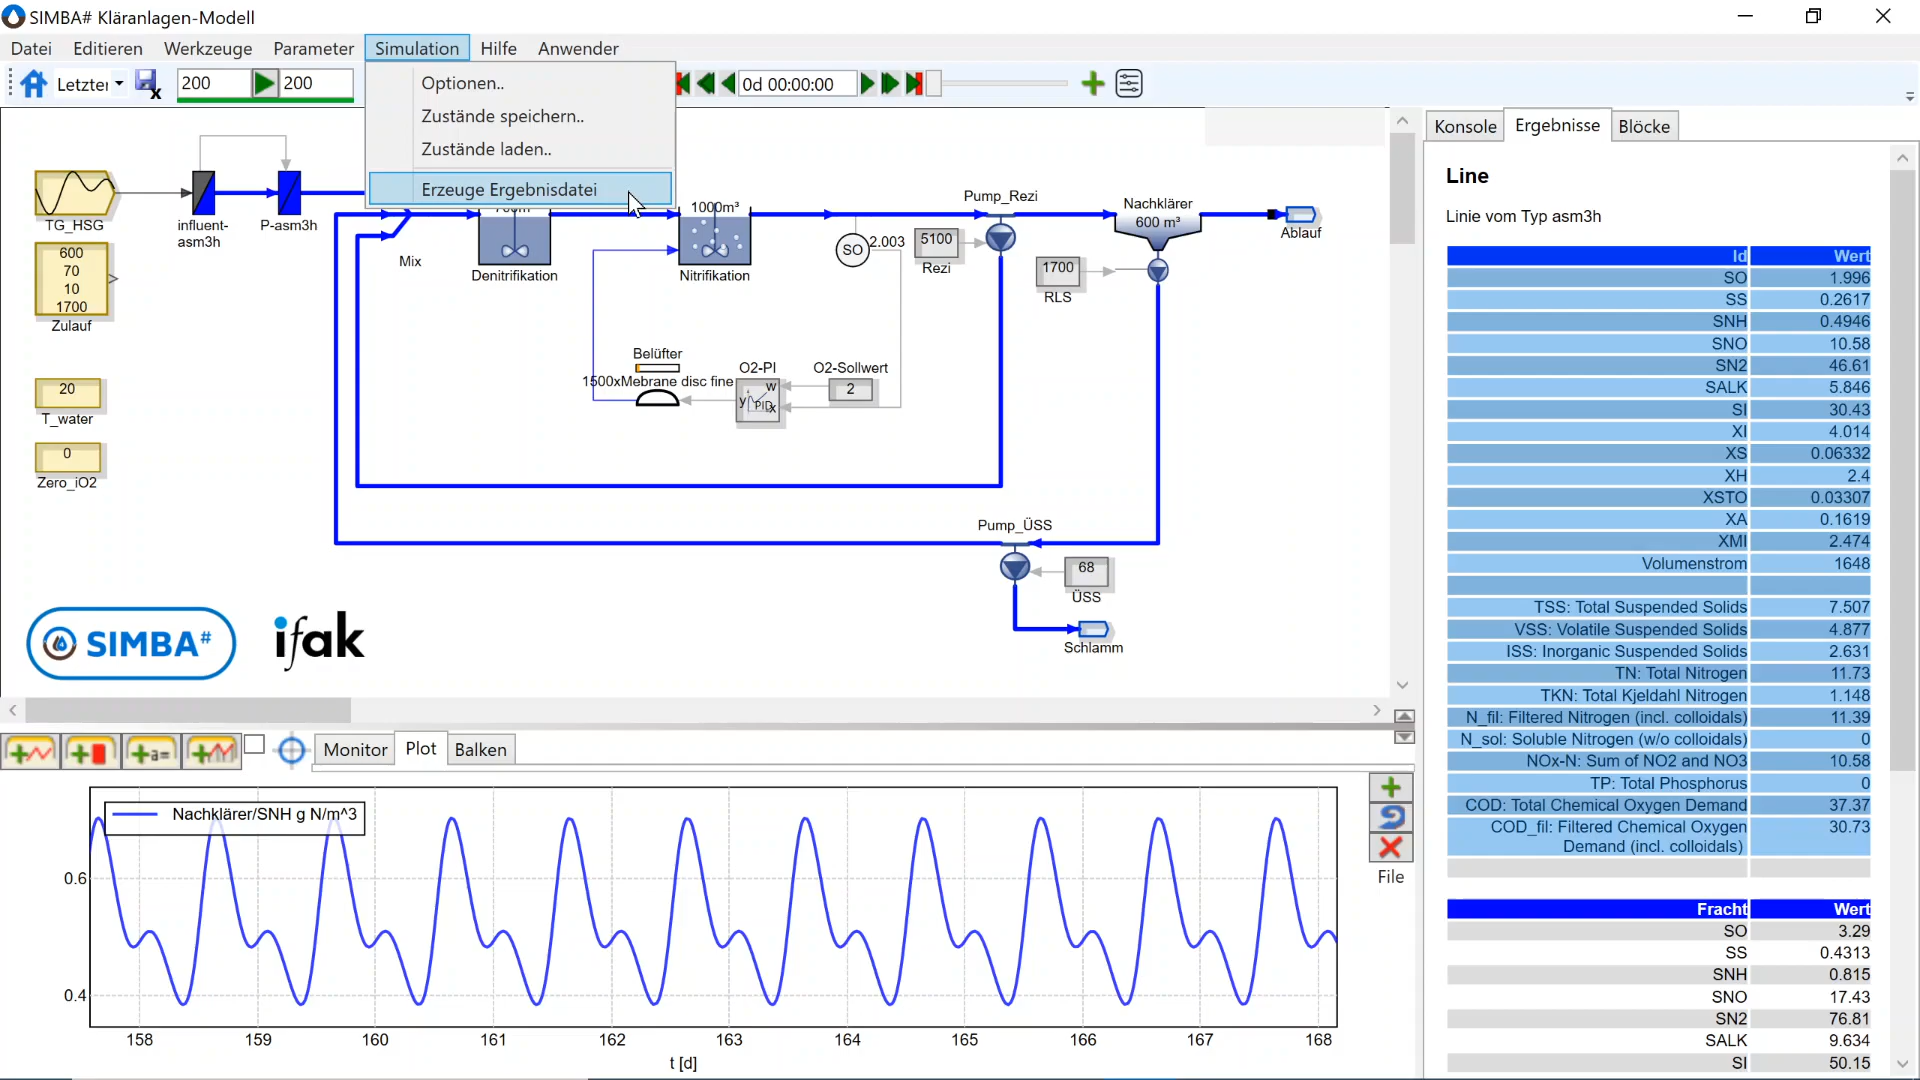 SIMBA# Kläranlagen-Modell
Datei Editieren Werkzeuge Parameter Simulation Hilfe Anwender
Letzter 200 200 0d 00:00:00
Optionen..
Zustände speichern..
Zustände laden..
Erzeuge Ergebnisdatei
TG_HSG
influent-
asm3h
P-asm3h
600
70
10
1700
Zulauf
20
T_water
0
Zero_iO2
Mix
Denitrifikation
1000m³
Nitrifikation
SO
2.003
5100
Rezi
Pump_Rezi
1700
RLS
Nachklärer
600 m³
Ablauf
Belüfter
1500xMebrane disc fine
O2-PI
w
y
PID
x
O2-Sollwert
2
Pump_ÜSS
68
ÜSS
Schlamm
SIMBA#
ifak
Monitor Plot Balken
Nachklärer/SNH g N/m^3
0.6
0.4
158 159 160 161 162 163 164 165 166 167 168
t [d]
File
Konsole Ergebnisse Blöcke
Line
Linie vom Typ asm3h
Id Wert
SO 1.996
SS 0.2617
SNH 0.4946
SNO 10.58
SN2 46.61
SALK 5.846
SI 30.43
XI 4.014
XS 0.06332
XH 2.4
XSTO 0.03307
XA 0.1619
XMI 2.474
Volumenstrom 1648
TSS: Total Suspended Solids 7.507
VSS: Volatile Suspended Solids 4.877
ISS: Inorganic Suspended Solids 2.631
TN: Total Nitrogen 11.73
TKN: Total Kjeldahl Nitrogen 1.148
N_fil: Filtered Nitrogen (incl. colloidals) 11.39
N_sol: Soluble Nitrogen (w/o colloidals) 0
NOx-N: Sum of NO2 and NO3 10.58
TP: Total Phosphorus 0
COD: Total Chemical Oxygen Demand 37.37
COD_fil: Filtered Chemical Oxygen 30.73
Demand (incl. colloidals)
Fracht Wert
SO 3.29
SS 0.4313
SNH 0.815
SNO 17.43
SN2 76.81
SALK 9.634
SI 50.15